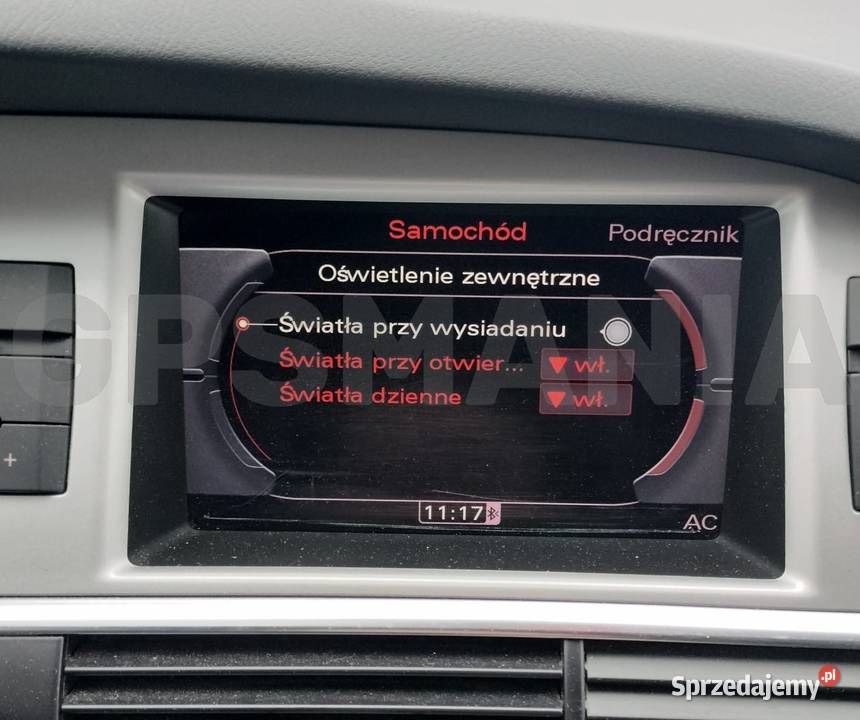 Samochód Podręcznik
Oświetlenie zewnętrzne
Światła przy wysiadaniu
Światła przy otwier... wł.
Światła dzienne wł.
11:17
AC
+
GPSMANIA
Sprzedajemy.pl